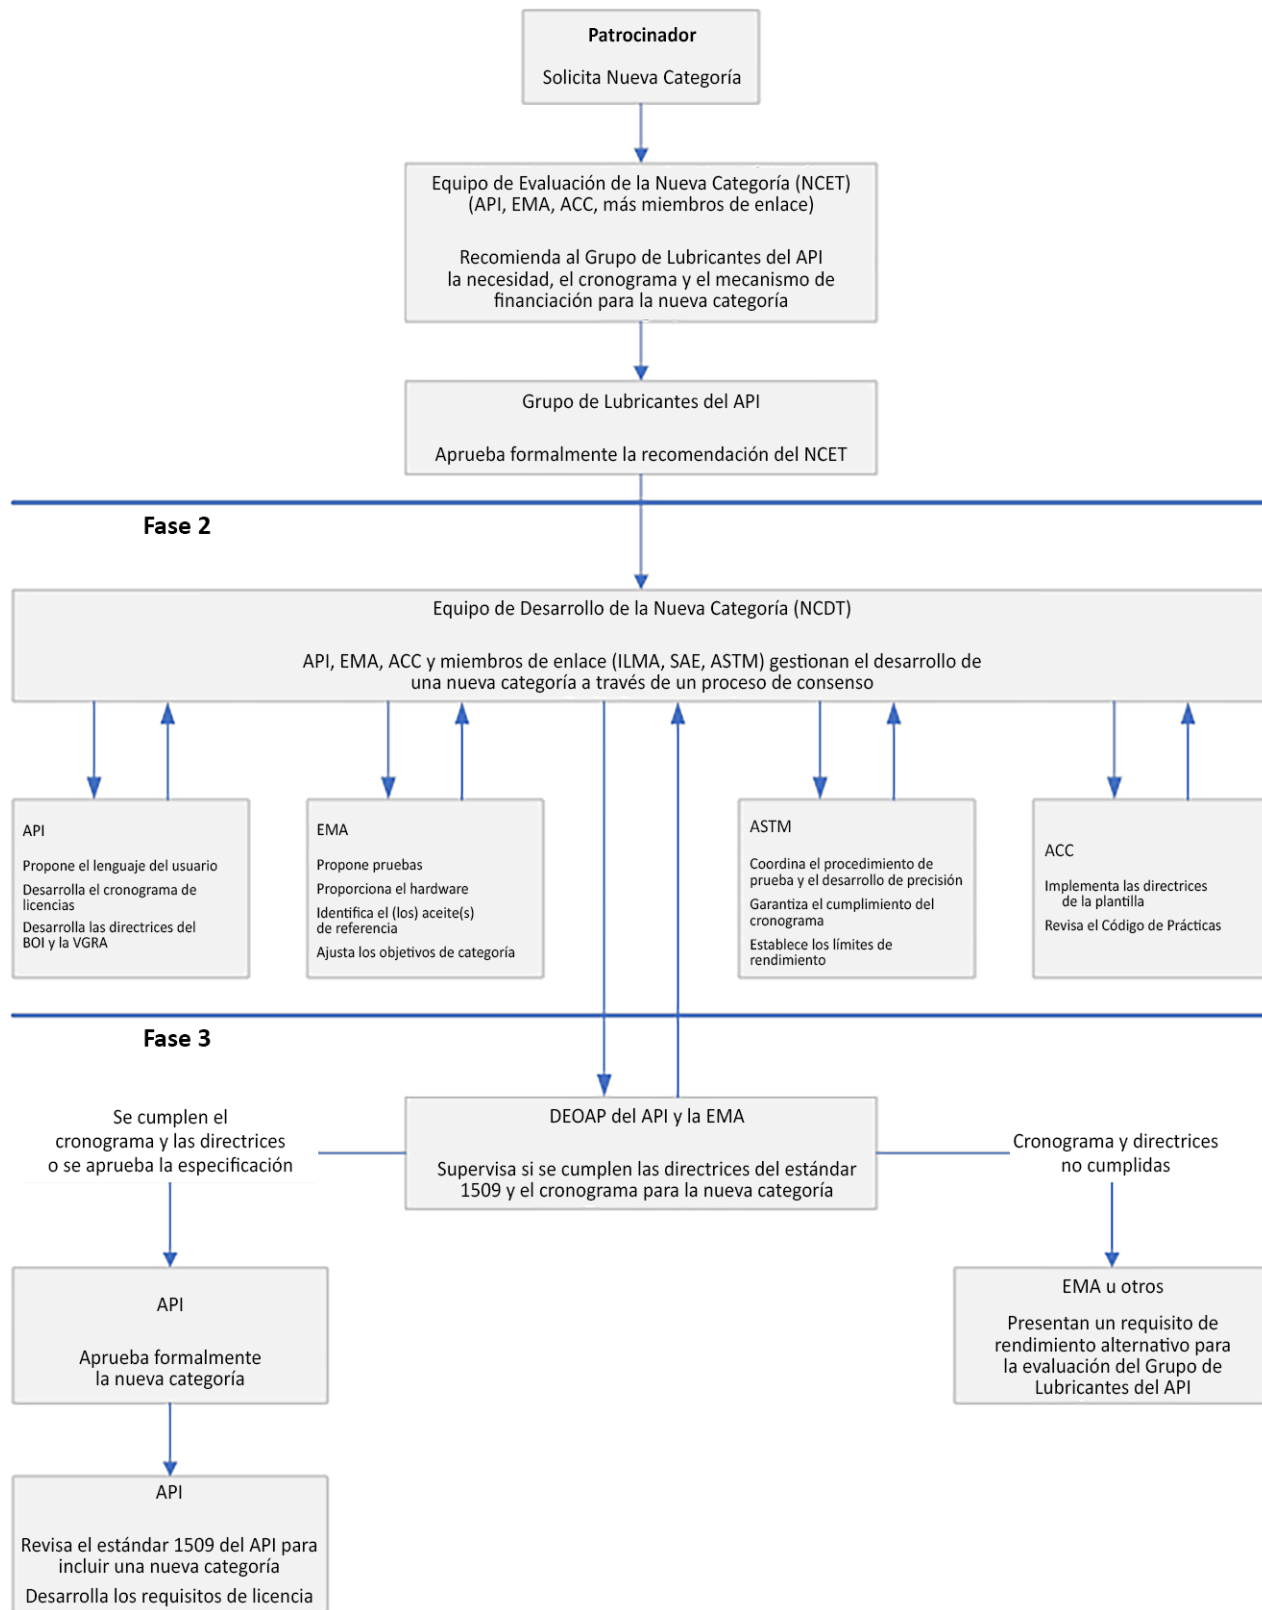 Patrocinador
Solicita Nueva Categoría
Equipo de Evaluación de la Nueva Categoría (NCET)
(API, EMA, ACC, más miembros de enlace)
Recomienda al Grupo de Lubricantes del API
la necesidad, el cronograma y el mecanismo de
financiación para la nueva categoría
Grupo de Lubricantes del API
Aprueba formalmente la recomendación del NCET
Fase 2
Equipo de Desarrollo de la Nueva Categoría (NCDT)
API, EMA, ACC y miembros de enlace (ILMA, SAE, ASTM) gestionan el desarrollo de
una nueva categoría a través de un proceso de consenso
API
Propone el lenguaje del usuario
Desarrolla el cronograma de
licencias
Desarrolla las directrices del
BOI y la VGRA
EMA
Propone pruebas
Proporciona el hardware
Identifica el (los) aceite(s)
de referencia
Ajusta los objetivos de categoría
ASTM
Coordina el procedimiento de
prueba y el desarrollo de precisión
Garantiza el cumplimiento del
cronograma
Establece los límites de
rendimiento
ACC
Implementa las directrices
de la plantilla
Revisa el Código de Prácticas
Fase 3
Se cumplen el
cronograma y las directrices
o se aprueba la especificación
DEOAP del API y la EMA
Supervisa si se cumplen las directrices del estándar
1509 y el cronograma para la nueva categoría
Cronograma y directrices
no cumplidas
API
Aprueba formalmente
la nueva categoría
EMA u otros
Presentan un requisito de
rendimiento alternativo para
la evaluación del Grupo de
Lubricantes del API
API
Revisa el estándar 1509 del API para
incluir una nueva categoría
Desarrolla los requisitos de licencia